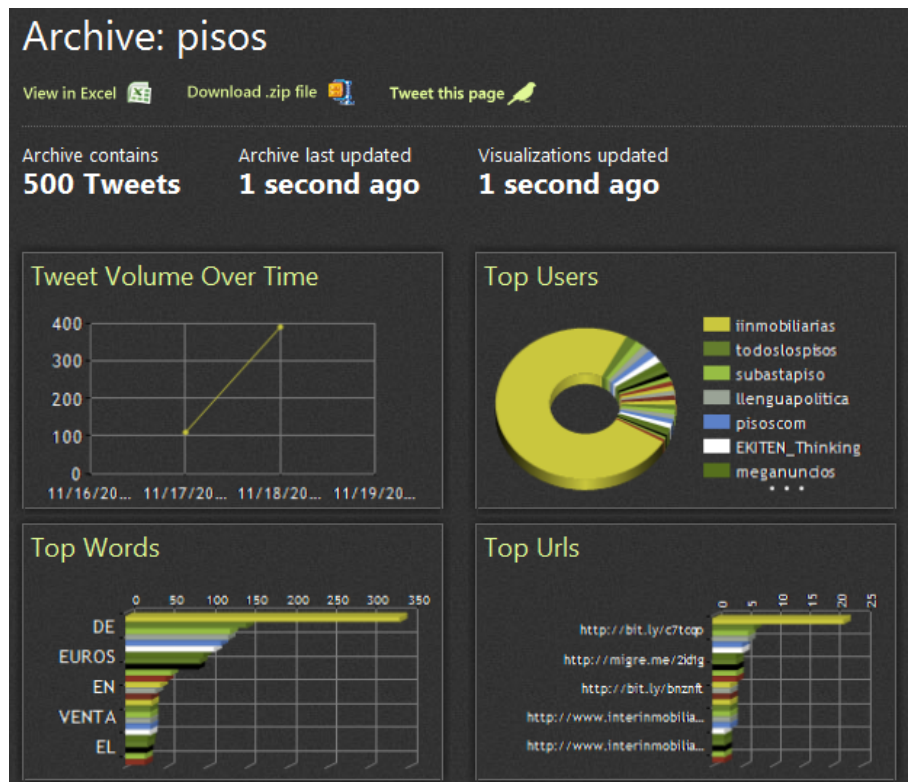 Archive: pisos
View in Excel
Download .zip file
Tweet this page
Archive contains
500 Tweets
Archive last updated
1 second ago
Visualizations updated
1 second ago
Tweet Volume Over Time
400
300
200
100
0
11/16/20... 11/17/20... 11/18/20... 11/19/20...
Top Users
iinmobiliarias
todoslospisos
subastapiso
llenguapolitica
pisoscom
EKITEN_Thinking
meganuncios
...
Top Words
0 50 100 150 200 250 300 350
DE
EUROS
EN
VENTA
EL
Top Urls
0 5 10 15 20 25
http://bit.ly/c7tcqp
http://migre.me/2id1g
http://bit.ly/bnznft
http://www.interinmobilia...
http://www.interinmobilia...